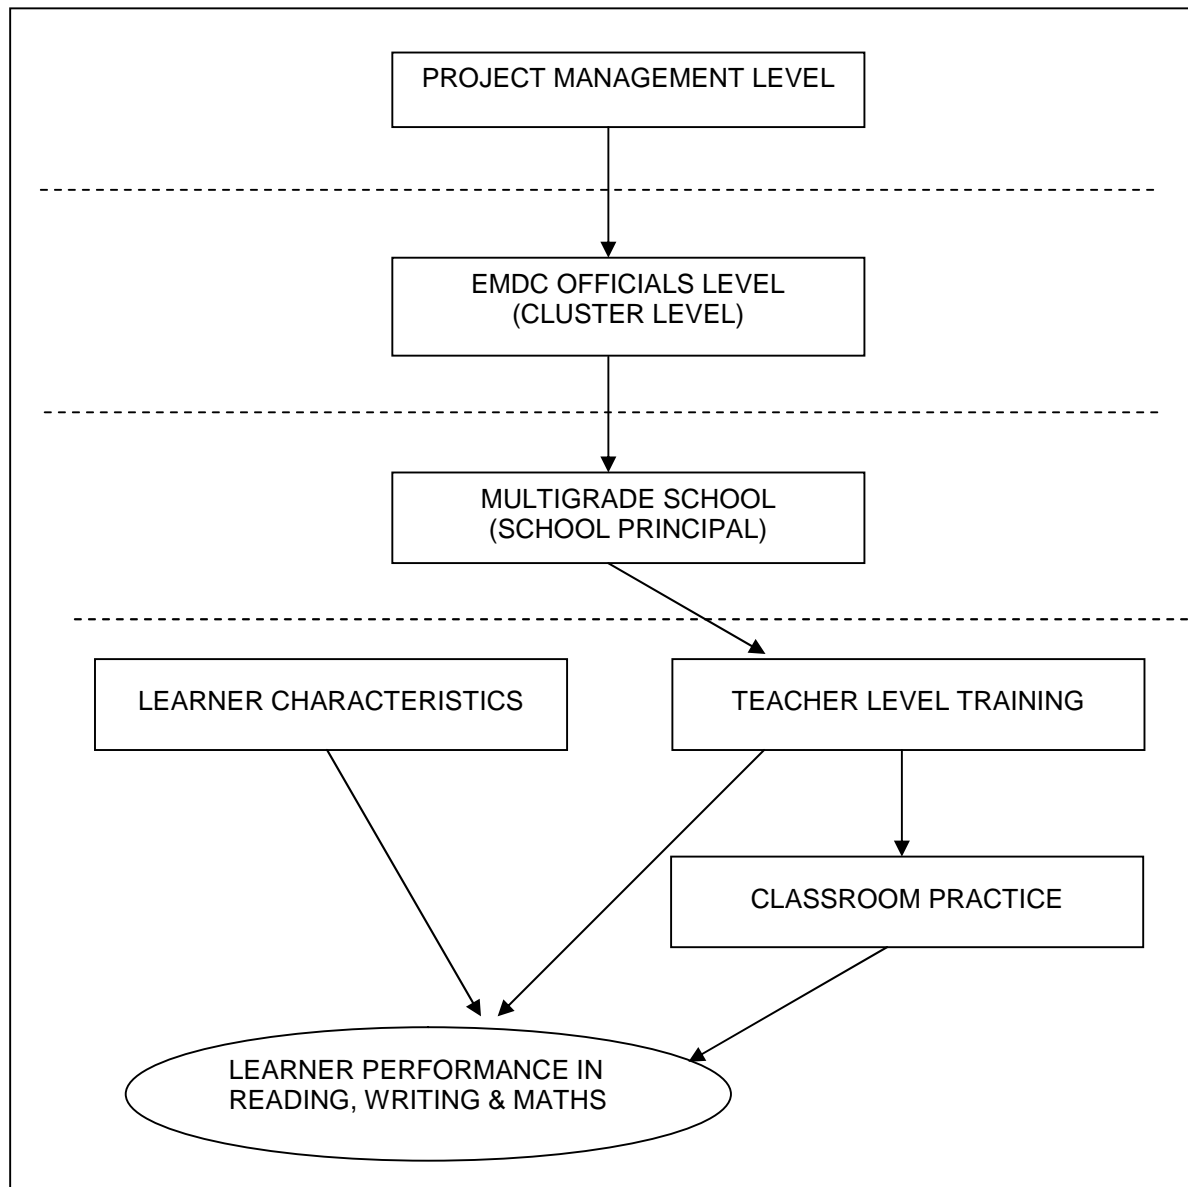 PROJECT MANAGEMENT LEVEL
EMDC OFFICIALS LEVEL
(CLUSTER LEVEL)
MULTIGRADE SCHOOL
(SCHOOL PRINCIPAL)
LEARNER CHARACTERISTICS
TEACHER LEVEL TRAINING
CLASSROOM PRACTICE
LEARNER PERFORMANCE IN
READING, WRITING & MATHS